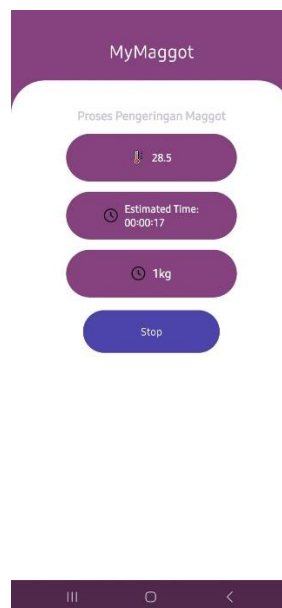 MyMaggot
Proses Pengeringan Maggot
28.5
Estimated Time:
00:00:17
1kg
Stop